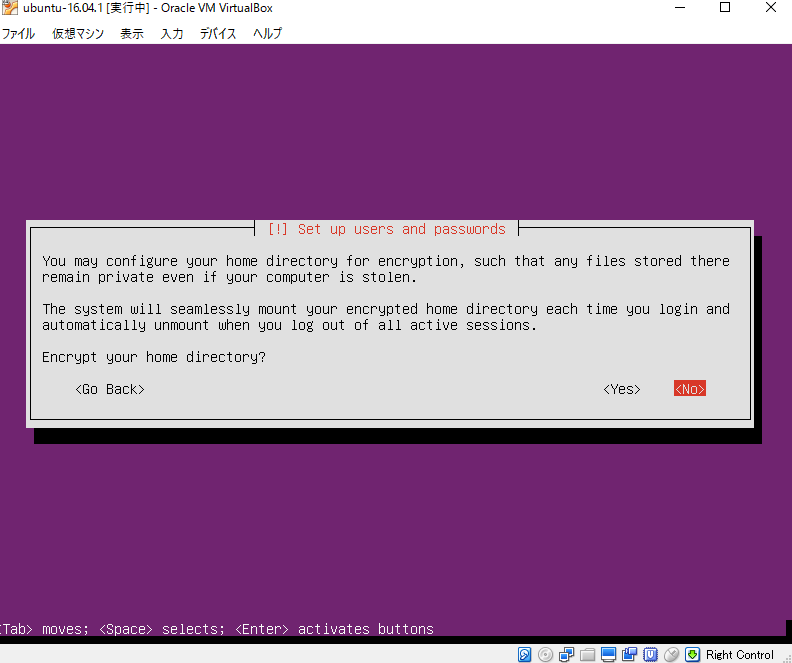 ubuntu-16.04.1 [実行中] - Oracle VM VirtualBox
ファイル 仮想マシン 表示 入力 デバイス ヘルプ
[!] Set up users and passwords
You may configure your home directory for encryption, such that any files stored there
remain private even if your computer is stolen.
The system will seamlessly mount your encrypted home directory each time you login and
automatically unmount when you log out of all active sessions.
Encrypt your home directory?
<Go Back> <Yes> <No>
<Tab> moves; <Space> selects; <Enter> activates buttons
Right Control